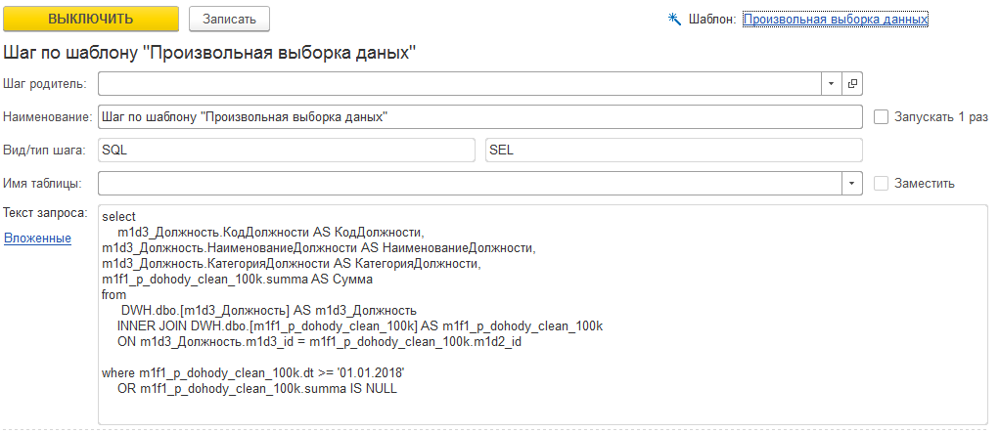 ВЫКЛЮЧИТЬ Записать Шаблон: Произвольная выборка данных
Шаг по шаблону "Произвольная выборка даных"
Шаг родитель:
Наименование: Шаг по шаблону "Произвольная выборка даных" Запускать 1 раз
Вид/тип шага: SQL SEL
Имя таблицы: Заместить
Текст запроса:
Вложенные
select
m1d3_Должность.КодДолжности AS КодДолжности,
m1d3_Должность.НаименованиеДолжности AS НаименованиеДолжности,
m1d3_Должность.КатегорияДолжности AS КатегорияДолжности,
m1f1_p_dohody_clean_100k.summa AS Сумма
from
DWH.dbo.[m1d3_Должность] AS m1d3_Должность
INNER JOIN DWH.dbo.[m1f1_p_dohody_clean_100k] AS m1f1_p_dohody_clean_100k
ON m1d3_Должность.m1d3_id = m1f1_p_dohody_clean_100k.m1d2_id
where m1f1_p_dohody_clean_100k.dt >= '01.01.2018'
OR m1f1_p_dohody_clean_100k.summa IS NULL